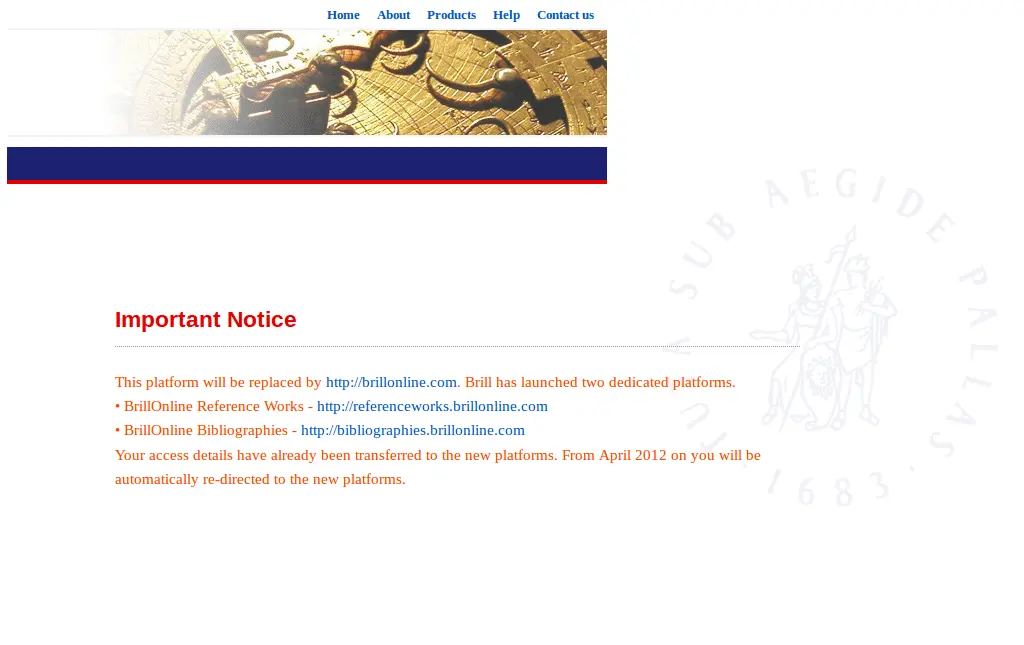 Home About Products Help Contact us
SUB AEGIDE PALLAS
Important Notice
This platform will be replaced by http://brillonline.com. Brill has launched two dedicated platforms.
• BrillOnline Reference Works - http://referenceworks.brillonline.com
• BrillOnline Bibliographies - http://bibliographies.brillonline.com
Your access details have already been transferred to the new platforms. From April 2012 on you will be
automatically re-directed to the new platforms.
· 1683 ·